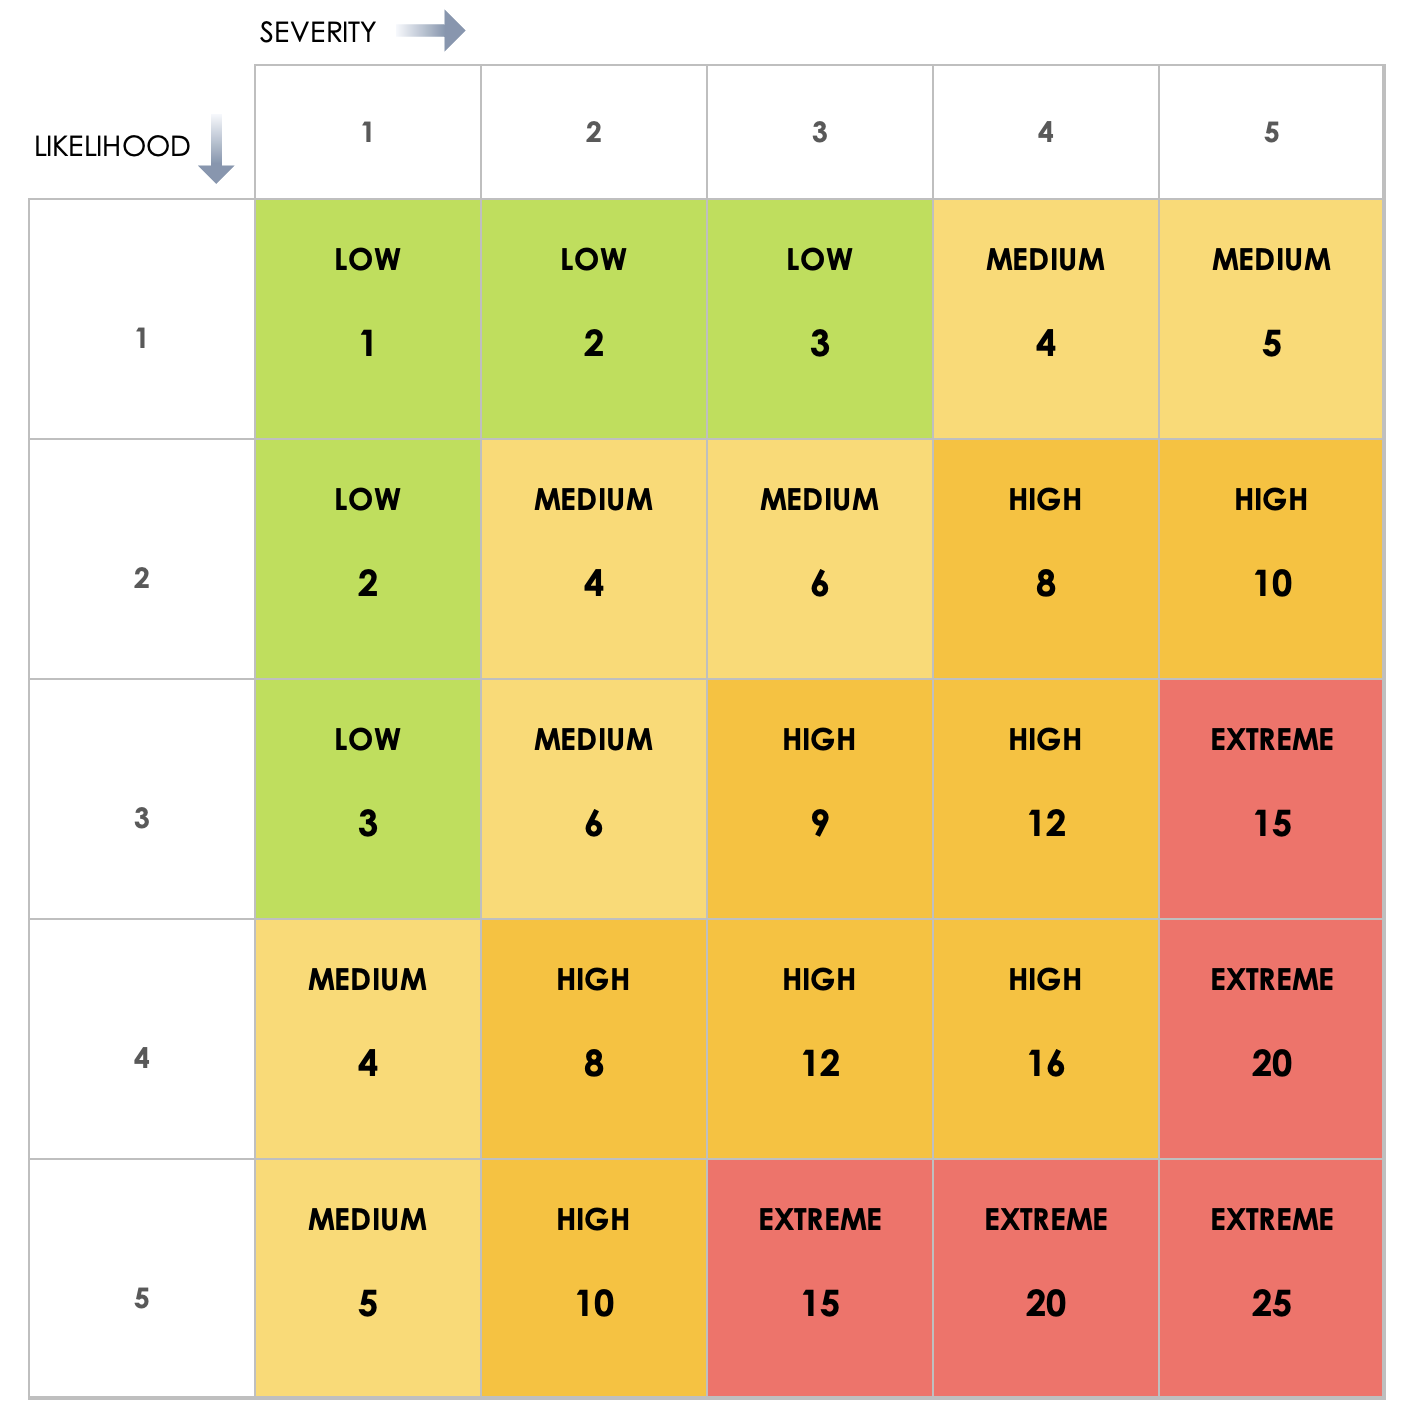 SEVERITY
LIKELIHOOD
1 2 3 4 5
LOW LOW LOW MEDIUM MEDIUM
1 1 2 3 4 5
LOW MEDIUM MEDIUM HIGH HIGH
2 2 4 6 8 10
LOW MEDIUM HIGH HIGH EXTREME
3 3 6 9 12 15
MEDIUM HIGH HIGH HIGH EXTREME
4 4 8 12 16 20
MEDIUM HIGH EXTREME EXTREME EXTREME
5 5 10 15 20 25